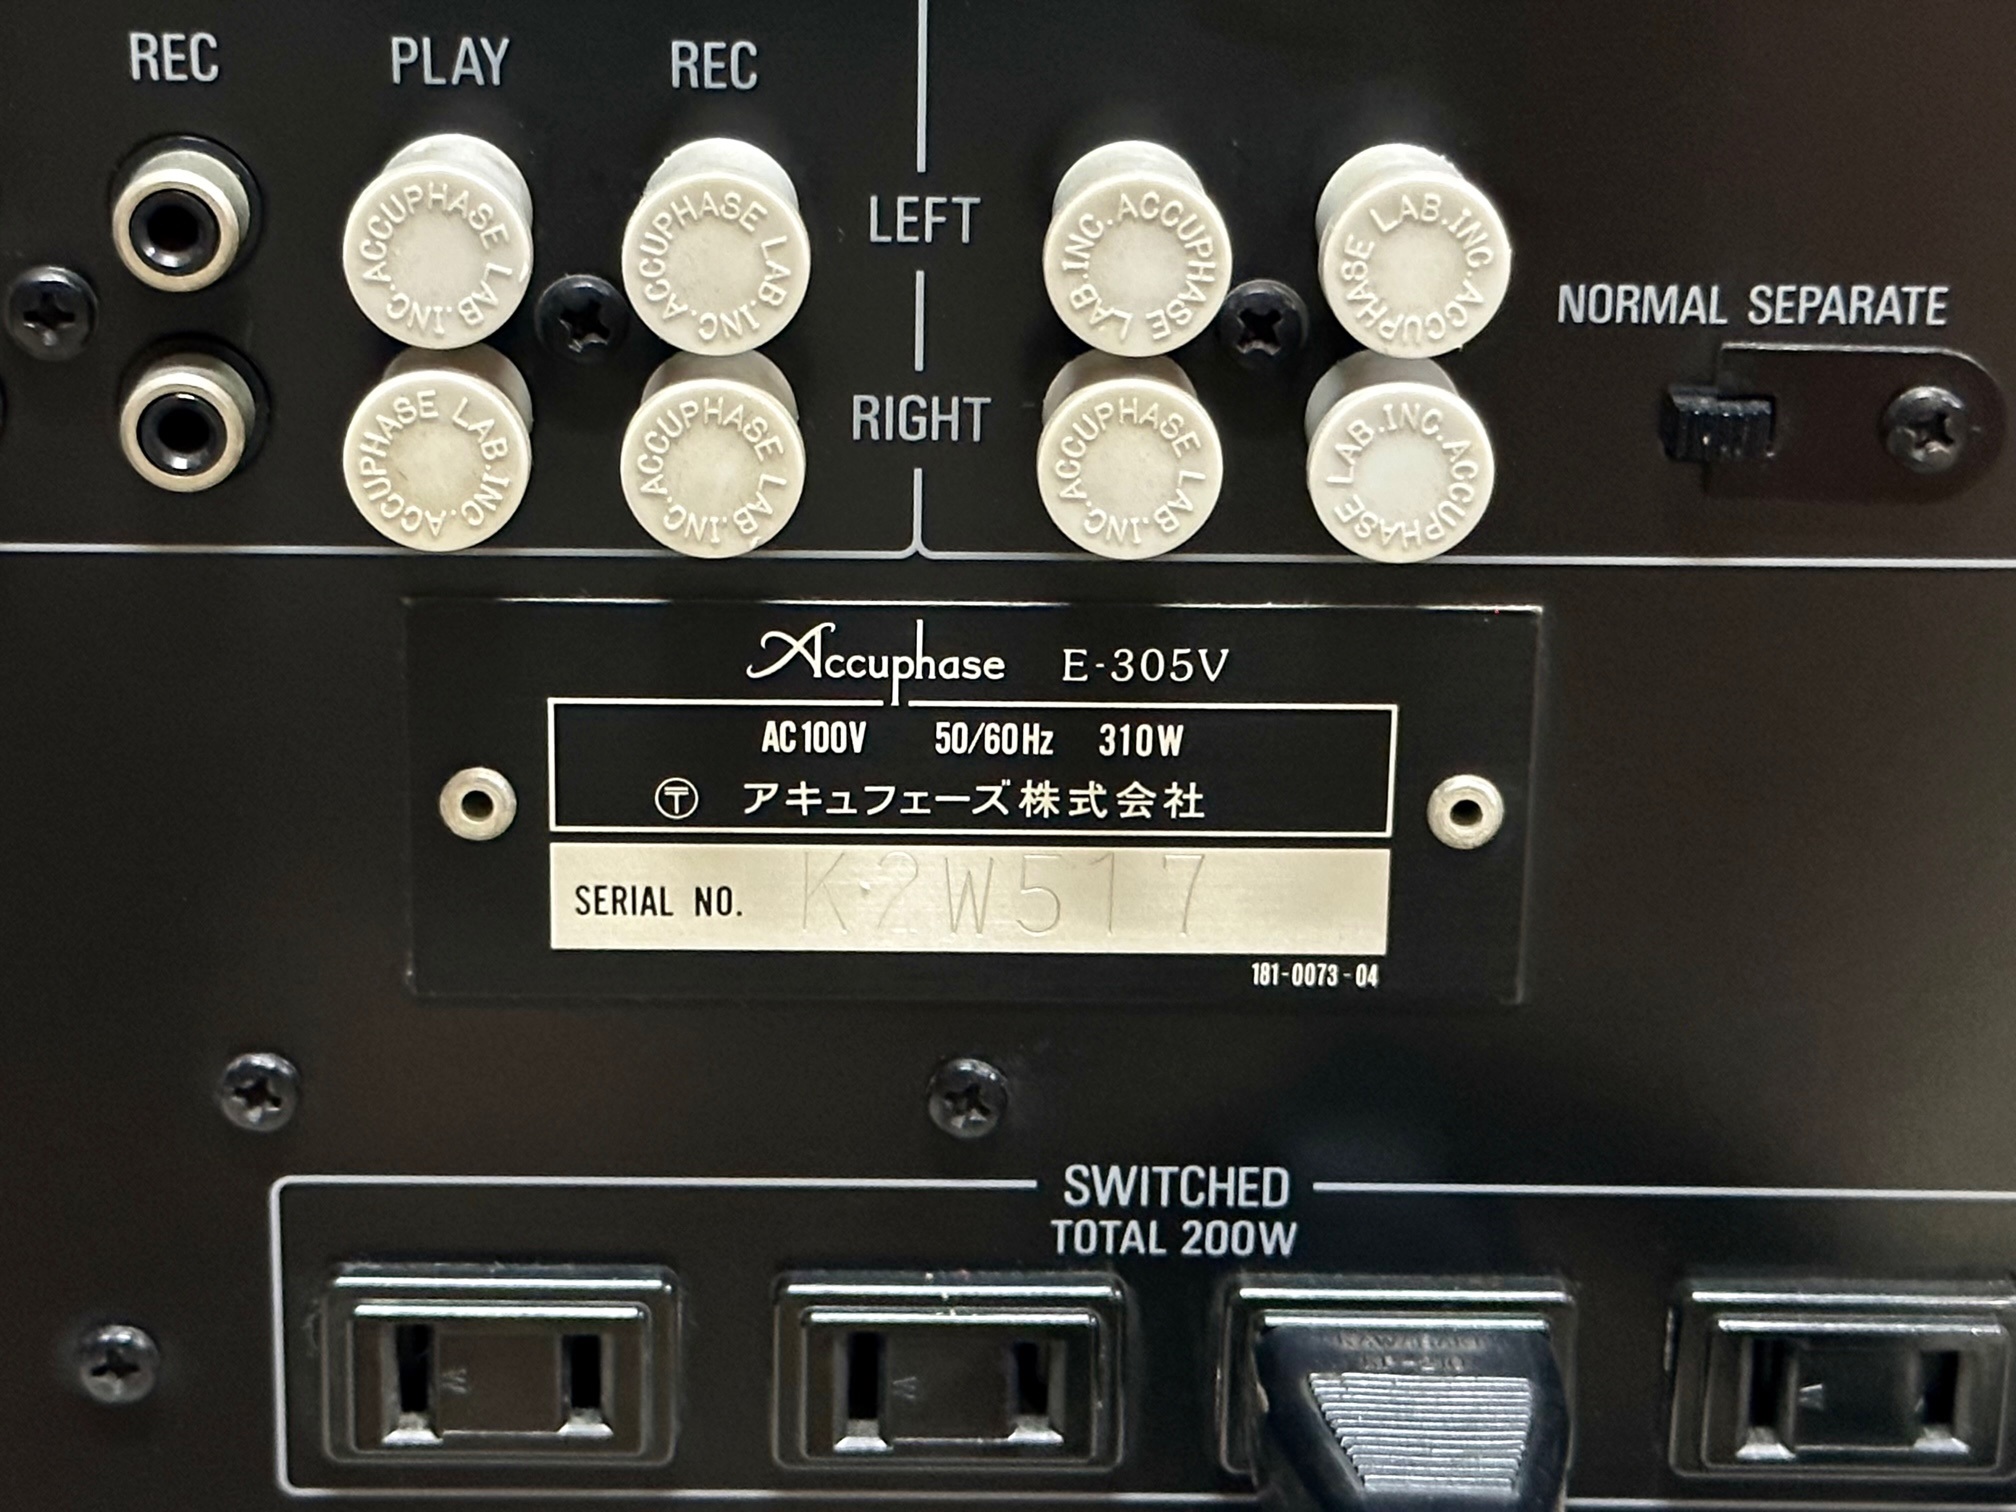 REC PLAY REC
ACCUPHASE LAB.INC. ACCUPHASE LAB.INC. LEFT ACCUPHASE LAB.INC. ACCUPHASE LAB.INC.
NORMAL SEPARATE
ACCUPHASE LAB.INC. ACCUPHASE LAB.INC. RIGHT ACCUPHASE LAB.INC. ACCUPHASE LAB.INC.
Accuphase E-305V
AC100V 50/60Hz 310W
〶 アキュフェーズ株式会社
SERIAL NO. K2W517
181-0073-04
SWITCHED
TOTAL 200W
W W